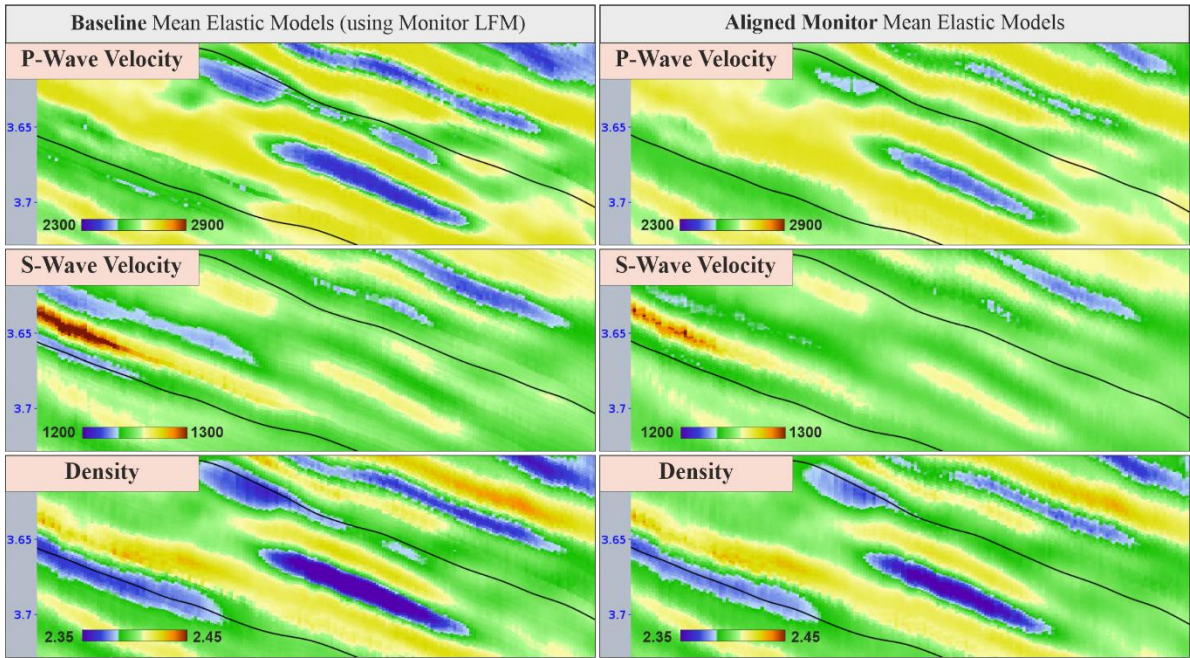 Baseline Mean Elastic Models (using Monitor LFM)
Aligned Monitor Mean Elastic Models
P-Wave Velocity
3.65
3.7
2300 2900
P-Wave Velocity
3.65
3.7
2300 2900
S-Wave Velocity
3.65
3.7
1200 1300
S-Wave Velocity
3.65
3.7
1200 1300
Density
3.65
3.7
2.35 2.45
Density
3.65
3.7
2.35 2.45